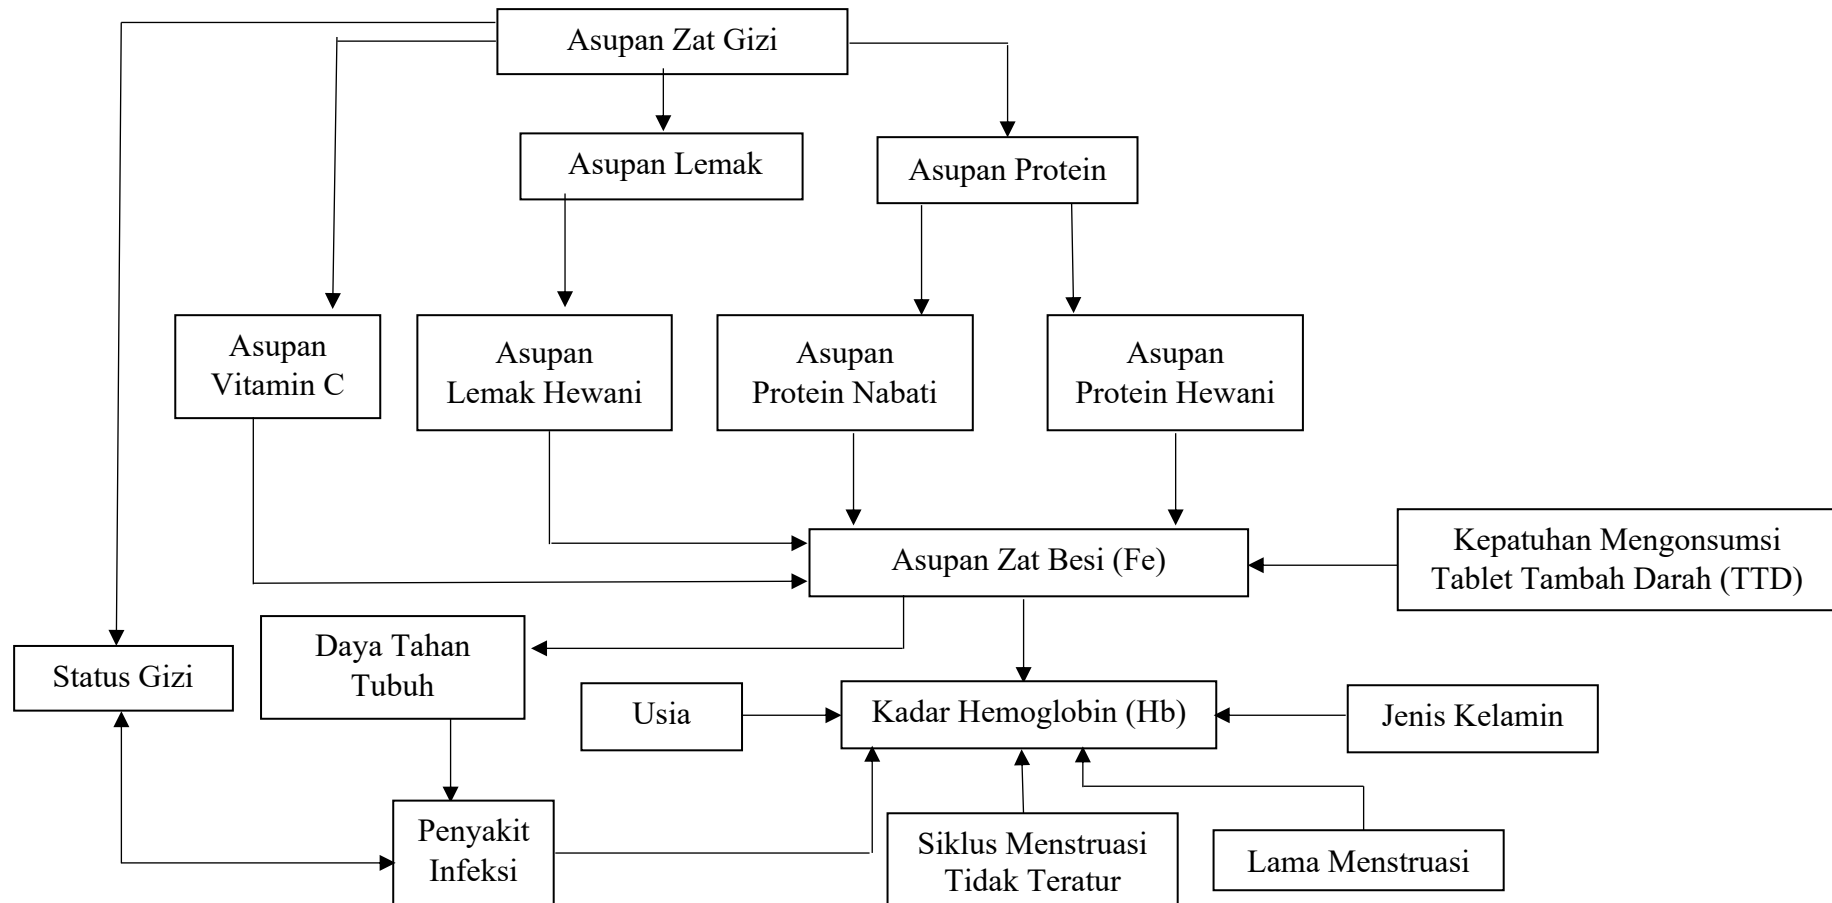 Asupan Zat Gizi
Asupan Lemak
Asupan Protein
Asupan
Vitamin C
Asupan
Lemak Hewani
Asupan
Protein Nabati
Asupan
Protein Hewani
Asupan Zat Besi (Fe)
Kepatuhan Mengonsumsi
Tablet Tambah Darah (TTD)
Status Gizi
Daya Tahan
Tubuh
Usia
Kadar Hemoglobin (Hb)
Jenis Kelamin
Penyakit
Infeksi
Siklus Menstruasi
Tidak Teratur
Lama Menstruasi